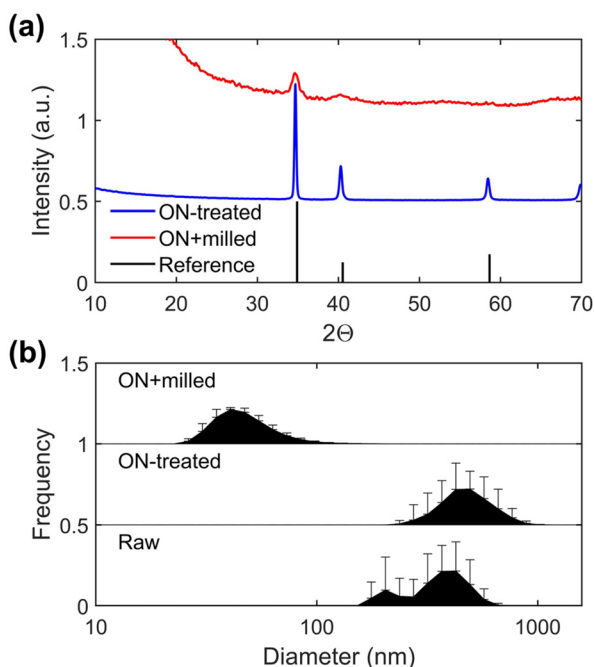 (a)
1.5
1
0.5
0
Intensity (a.u.)
ON-treated
ON+milled
Reference
10 20 30 40 50 60 70
2Θ
(b)
1.5
1
0.5
0
Frequency
ON+milled
ON-treated
Raw
10 100 1000
Diameter (nm)